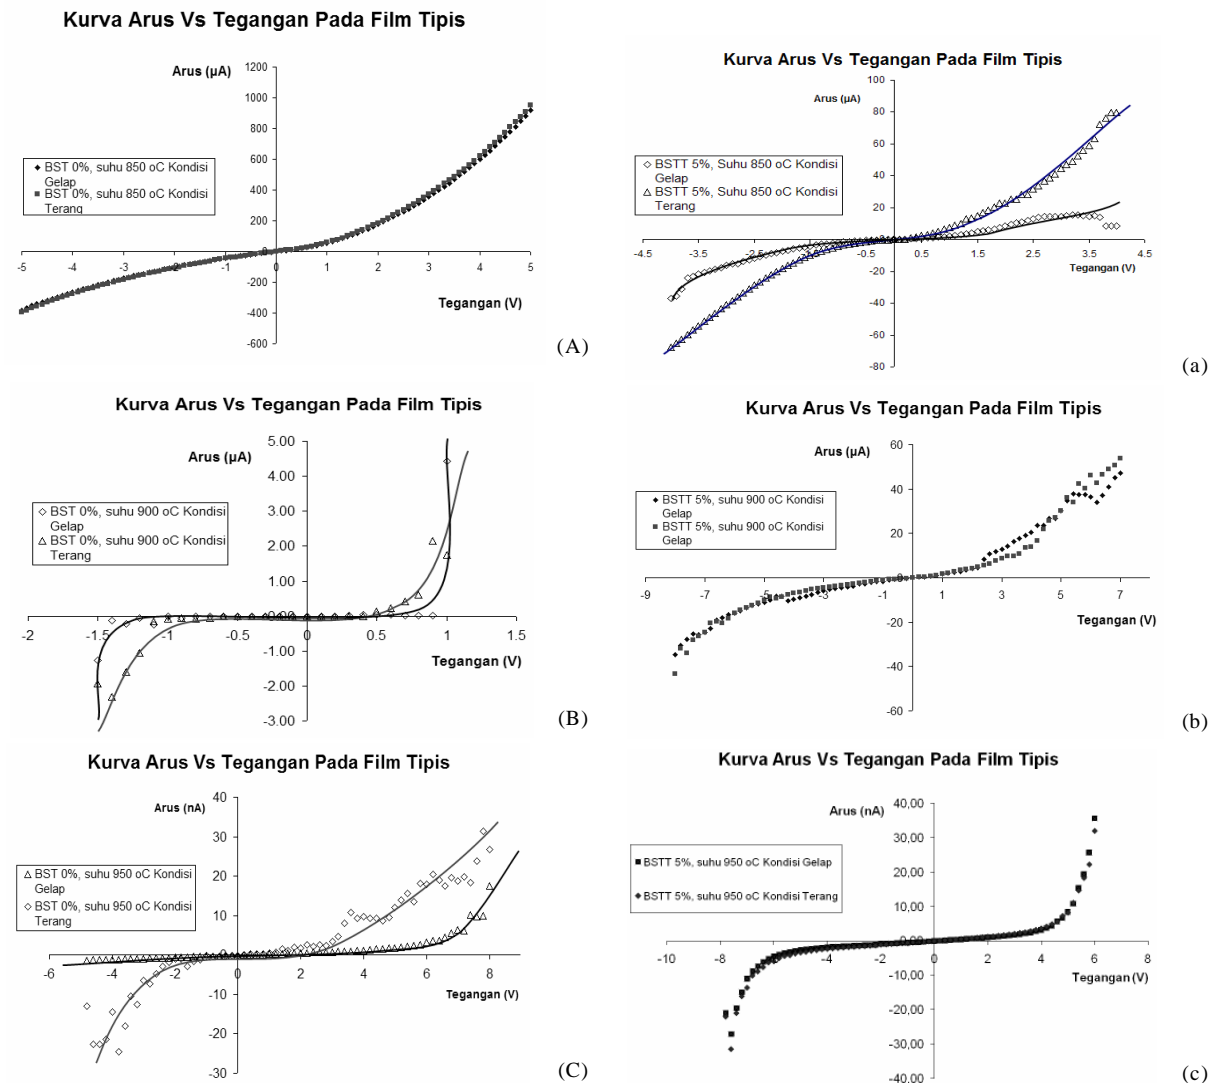 Kurva Arus Vs Tegangan Pada Film Tipis
Arus (µA)
1200
1000
800
600
400
200
0
-200
-400
-600
-5 -4 -3 -2 -1 0 1 2 3 4 5
BST 0%, suhu 850 oC Kondisi
Gelap
BST 0%, suhu 850 oC Kondisi
Terang
Tegangan (V)
(A)
Kurva Arus Vs Tegangan Pada Film Tipis
Arus (µA)
100
80
60
40
20
0
-20
-40
-60
-80
-4.5 -3.5 -2.5 -1.5 -0.5 0.5 1.5 2.5 3.5 4.5
BSTT 5%, Suhu 850 oC Kondisi
Gelap
BSTT 5%, Suhu 850 oC Kondisi
Terang
Tegangan (V)
(a)
Kurva Arus Vs Tegangan Pada Film Tipis
Arus (µA)
5.00
4.00
3.00
2.00
1.00
0.00
-1.00
-2.00
-3.00
-2 -1.5 -1 -0.5 0 0.5 1 1.5
BST 0%, suhu 900 oC Kondisi
Gelap
BST 0%, suhu 900 oC Kondisi
Terang
Tegangan (V)
(B)
Kurva Arus Vs Tegangan Pada Film Tipis
Arus (µA)
60
40
20
0
-20
-40
-60
-9 -7 -5 -3 -1 1 3 5 7
BSTT 5%, suhu 900 oC Kondisi
Gelap
BSTT 5%, suhu 900 oC Kondisi
Gelap
Tegangan (V)
(b)
Kurva Arus Vs Tegangan Pada Film Tipis
Arus (nA)
40
30
20
10
0
-10
-20
-30
-6 -4 -2 0 2 4 6 8
BST 0%, suhu 950 oC Kondisi
Gelap
BST 0%, suhu 950 oC Kondisi
Terang
Tegangan (V)
(C)
Kurva Arus Vs Tegangan Pada Film Tipis
Arus (nA)
40,00
30,00
20,00
10,00
0,00
-10,00
-20,00
-30,00
-40,00
-10 -8 -6 -4 -2 0 2 4 6 8
BSTT 5%, suhu 950 oC Kondisi Gelap
BSTT 5%, suhu 950 oC Kondisi Terang
Tegangan (V)
(c)